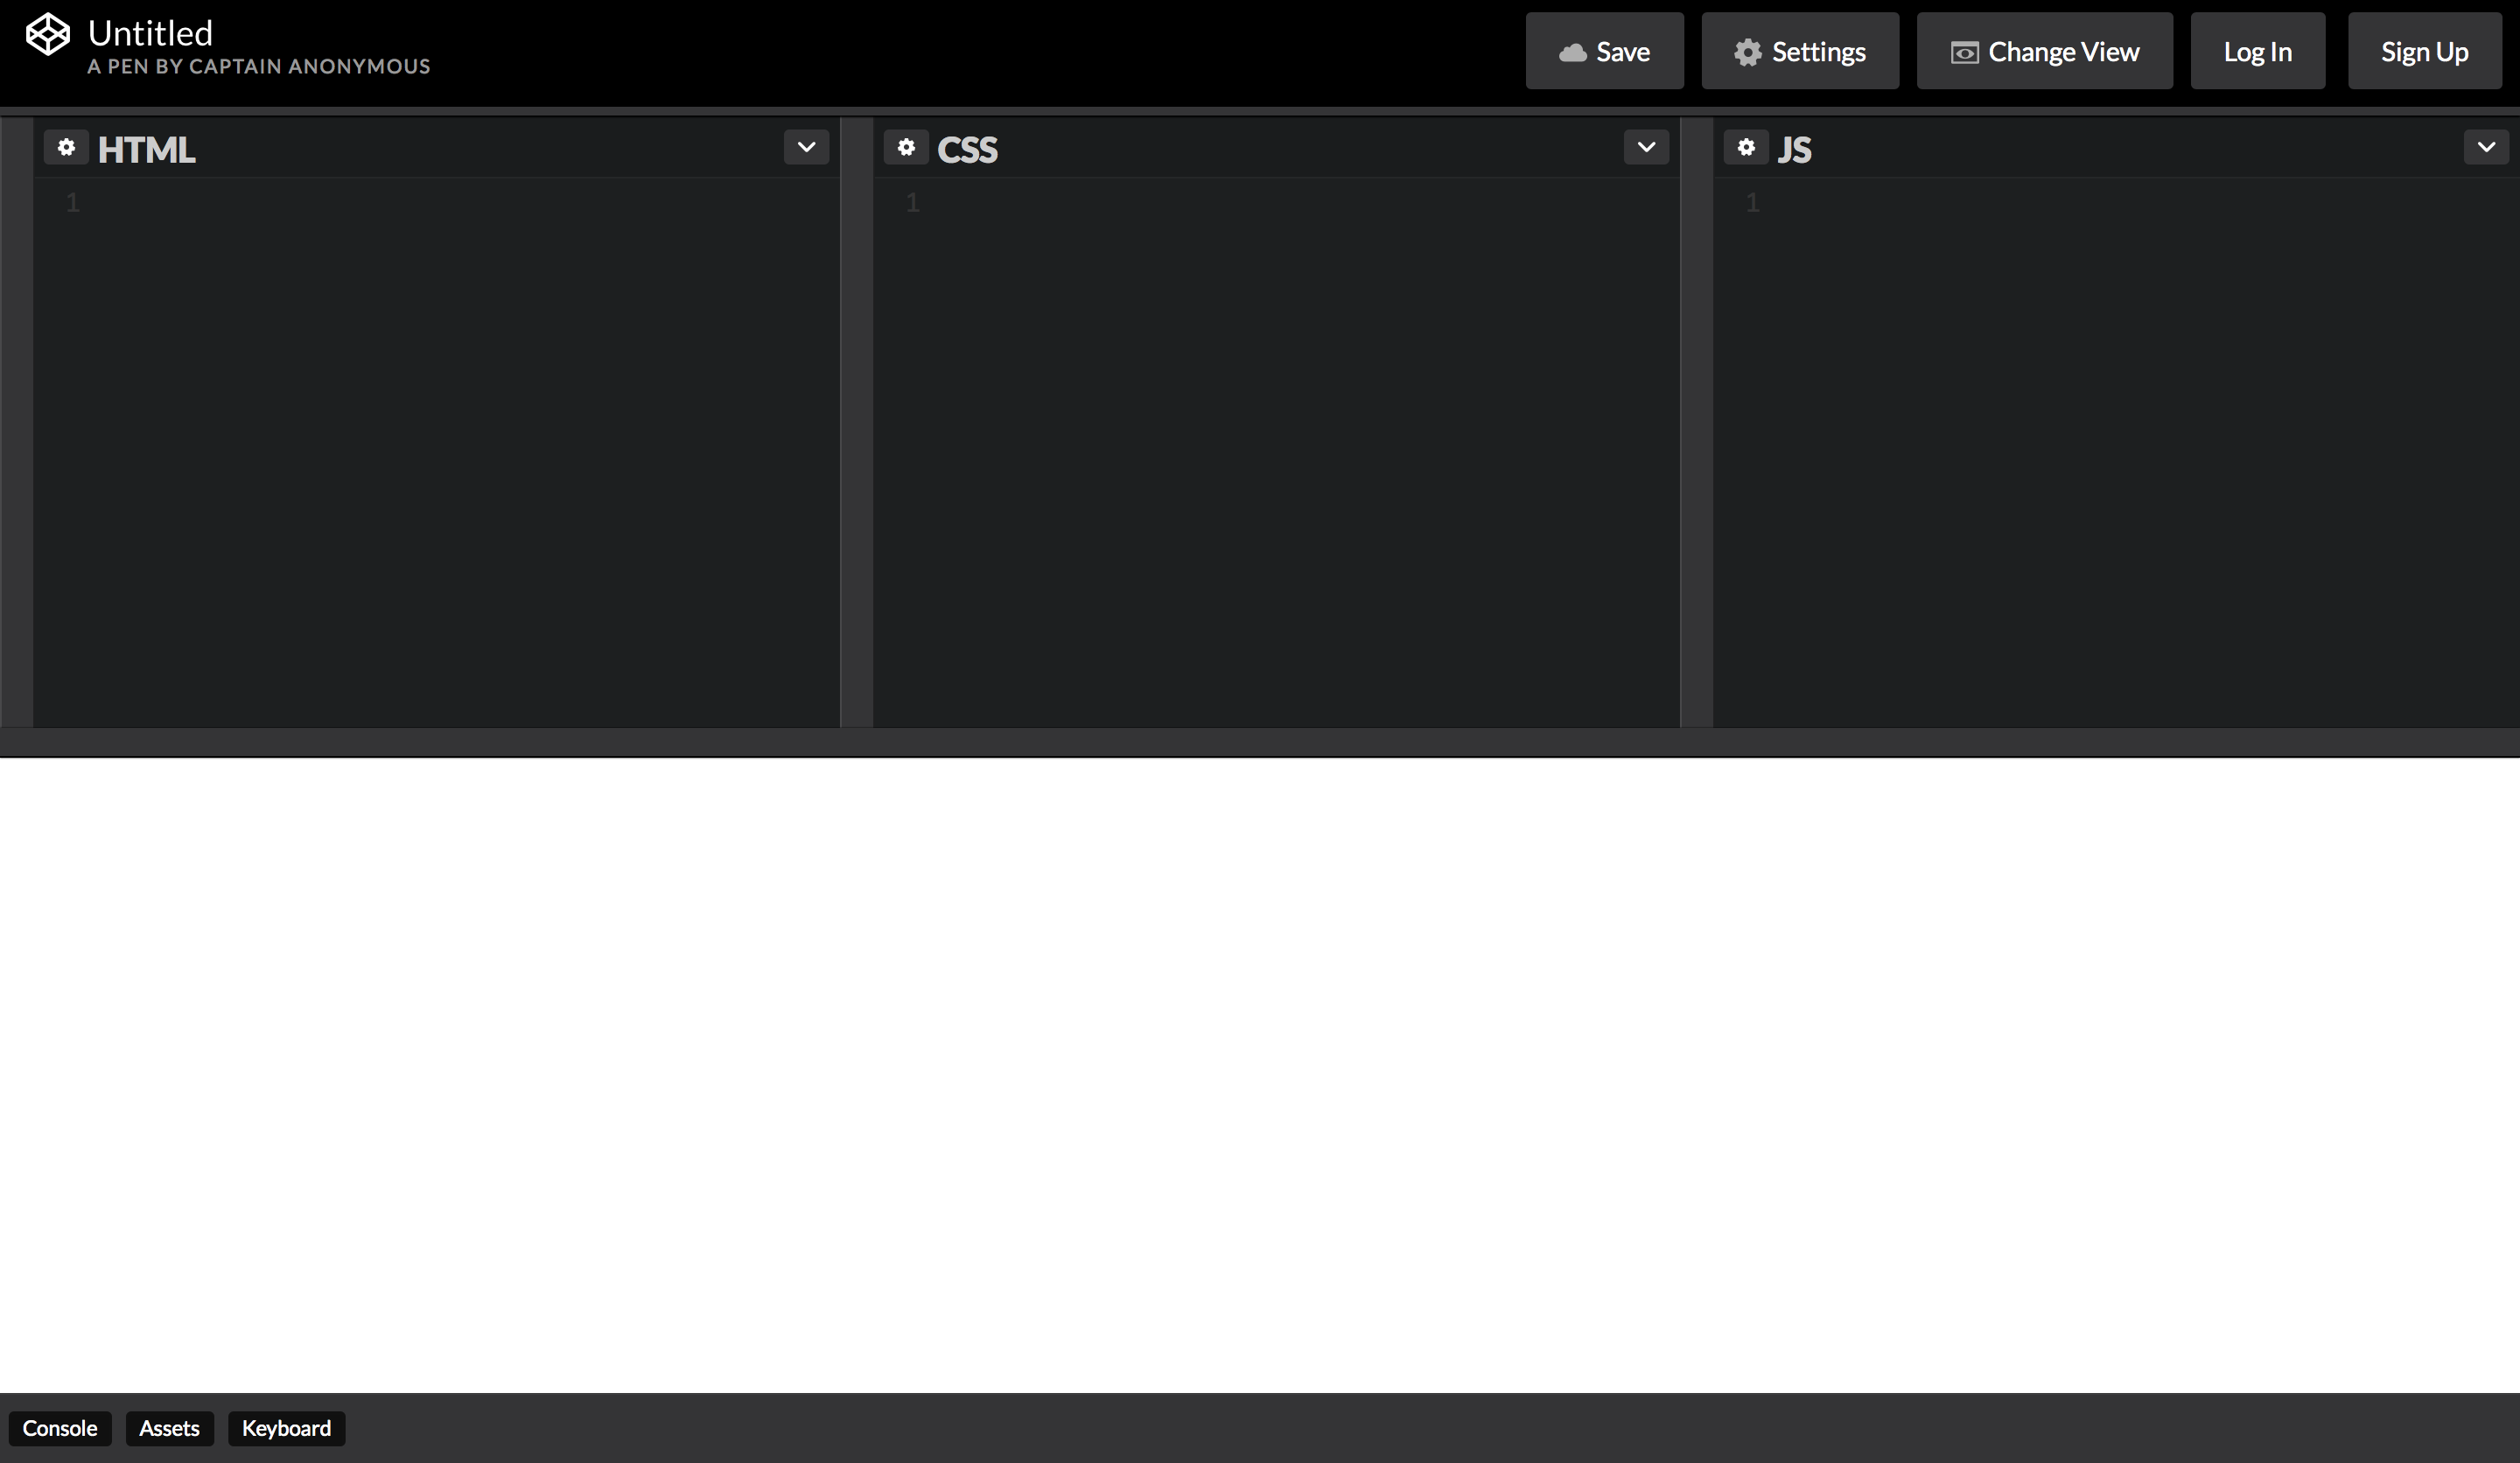 Untitled
A PEN BY CAPTAIN ANONYMOUS
Save
Settings
Change View
Log In
Sign Up
HTML
CSS
JS
1
1
1
Console
Assets
Keyboard